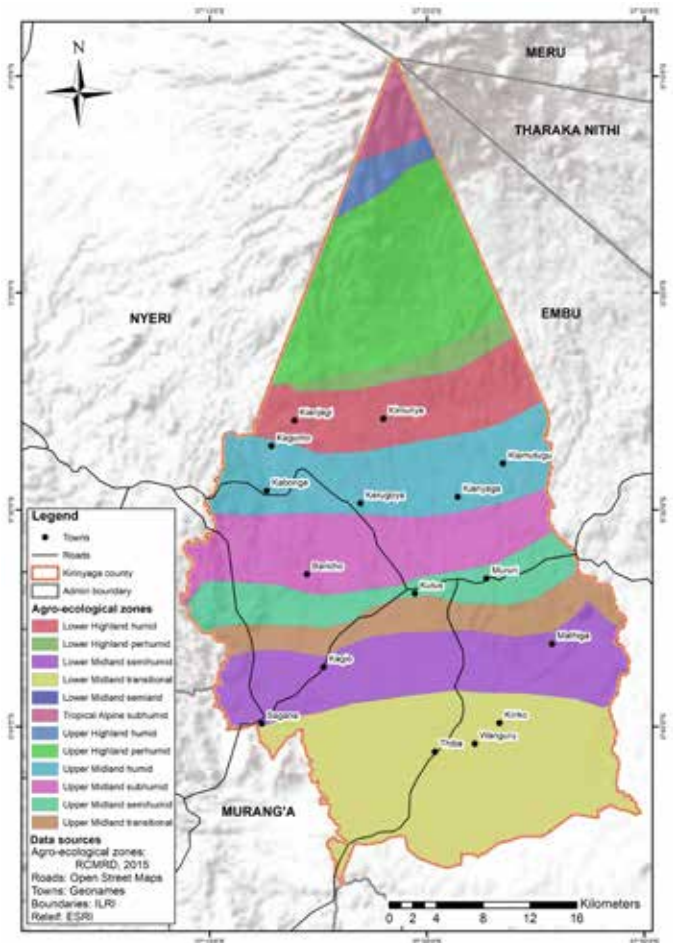 N
MERU
THARAKA NITHI
NYERI
EMBU
Kianyagi
Kimunye
Kagumo
Kamutugu
Kabonge
Kerugoya
Kianyaga
Baricho
Kutus
Mururi
Mathiga
Kagio
Sagana
Kiriko
Wanguru
Thiba
MURANG'A
Legend
Towns
Roads
Kirinyaga county
Admin boundary
Agro-ecological zones
Lower Highland humid
Lower Highland perhumid
Lower Midland semihumid
Lower Midland transitional
Lower Midland semiarid
Tropical Alpine subhumid
Upper Highland humid
Upper Highland perhumid
Upper Midland humid
Upper Midland subhumid
Upper Midland semihumid
Upper Midland transitional
Data sources
Agro-ecological zones:
RCMRD, 2015
Roads: Open Street Maps
Towns: Geonames
Boundaries: ILRI
Releif: ESRI
Kilometers
0 2 4 8 12 16